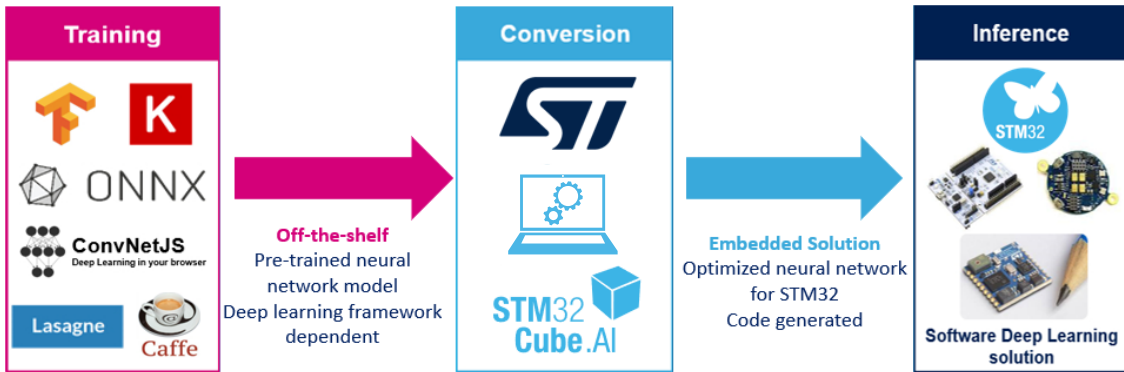 Training
K
ONNX
ConvNetJS
Deep Learning in your browser
Lasagne
Caffe
Off-the-shelf
Pre-trained neural
network model
Deep learning framework
dependent
Conversion
ST
STM32
Cube.AI
Embedded Solution
Optimized neural network
for STM32
Code generated
Inference
STM32
Software Deep Learning
solution